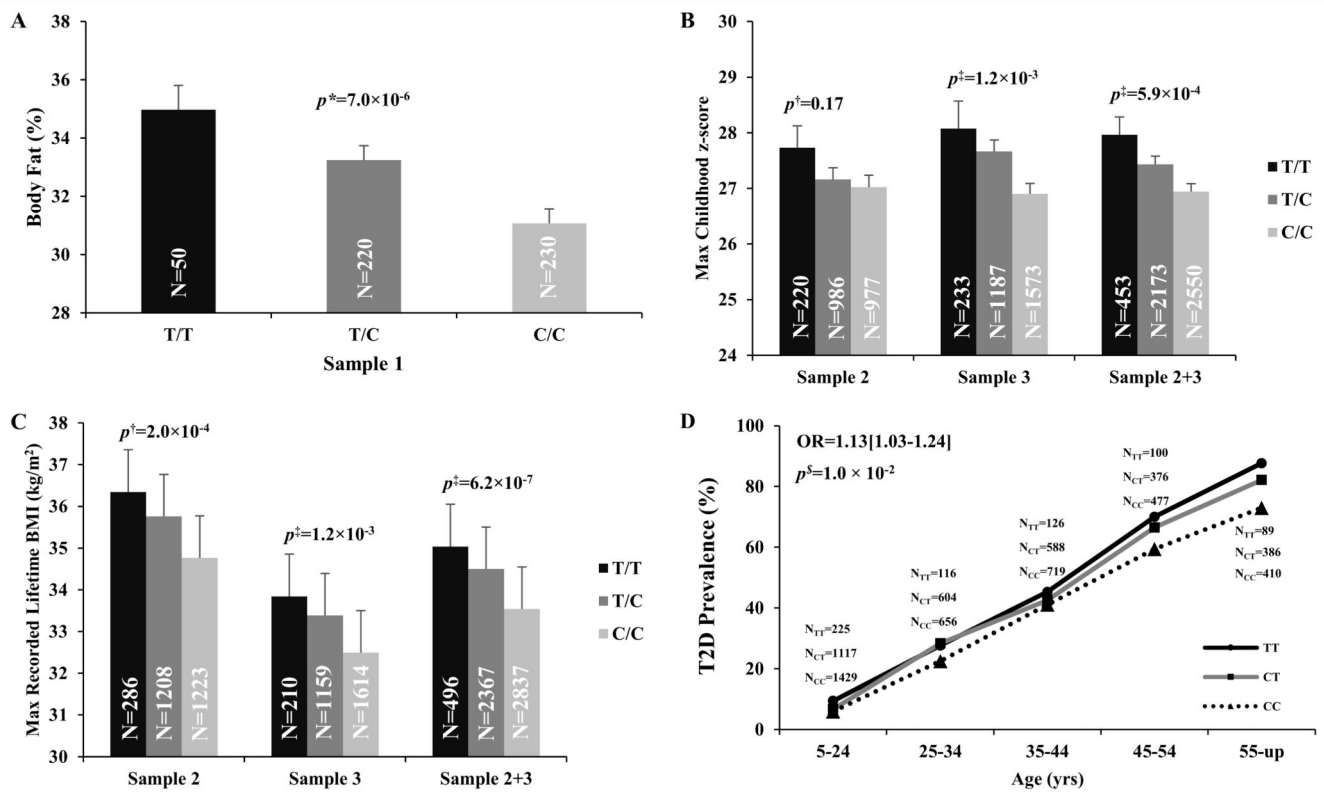 A
Body Fat (%)
38
36
34
32
30
28
p*=7.0×10-6
N=50
N=220
N=230
T/T
T/C
C/C
Sample 1
B
Max Childhood z-score
30
29
28
27
26
25
24
p†=0.17
p‡=1.2×10-3
p‡=5.9×10-4
N=220
N=986
N=977
N=233
N=1187
N=1573
N=453
N=2173
N=2550
Sample 2
Sample 3
Sample 2+3
T/T
T/C
C/C
C
Max Recorded Lifetime BMI (kg/m2)
38
37
36
35
34
33
32
31
30
p†=2.0×10-4
p‡=1.2×10-3
p‡=6.2×10-7
N=286
N=1208
N=1223
N=210
N=1159
N=1614
N=496
N=2367
N=2837
Sample 2
Sample 3
Sample 2+3
T/T
T/C
C/C
D
T2D Prevalence (%)
100
80
60
40
20
0
OR=1.13[1.03-1.24]
p$=1.0 × 10-2
NTT=225
NCT=1117
NCC=1429
NTT=116
NCT=604
NCC=656
NTT=126
NCT=588
NCC=719
NTT=100
NCT=376
NCC=477
NTT=89
NCT=386
NCC=410
TT
CT
CC
5-24
25-34
35-44
45-54
55-up
Age (yrs)